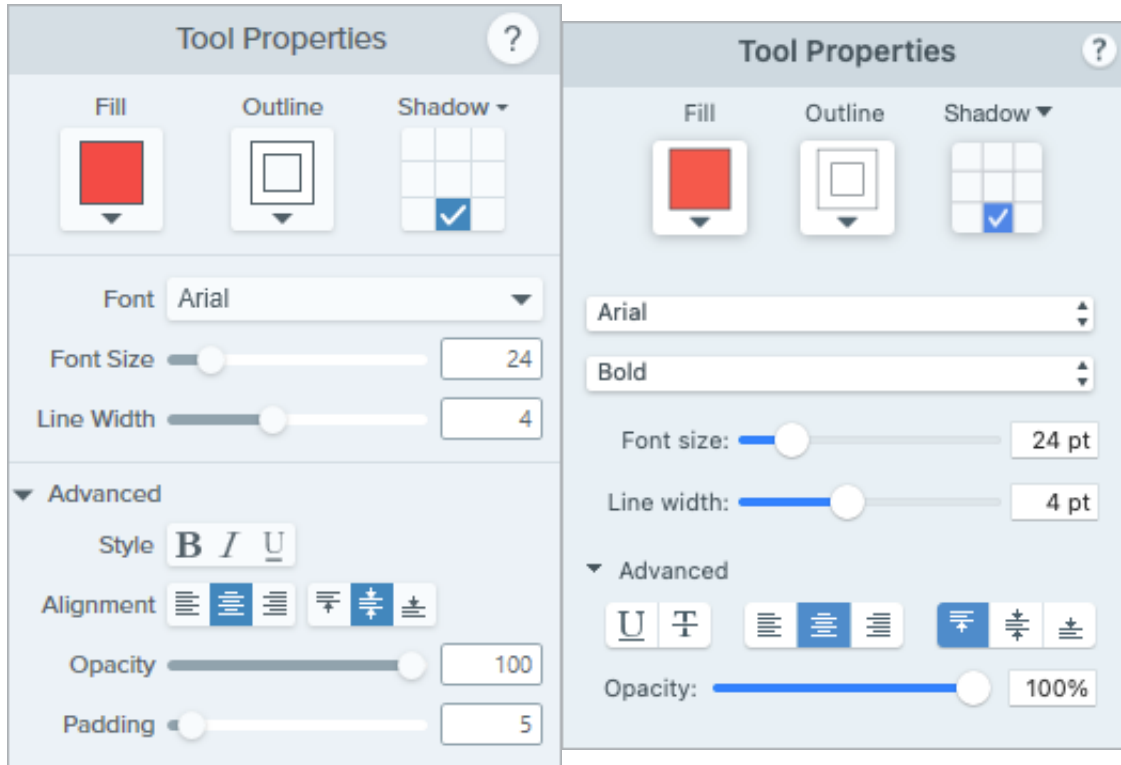 Tool Properties ?
Fill Outline Shadow
Font Arial
Font Size 24
Line Width 4
Advanced
Style B I U
Alignment
Opacity 100
Padding 5
Tool Properties ?
Fill Outline Shadow
Arial
Bold
Font size: 24 pt
Line width: 4 pt
Advanced
U T
Opacity: 100%